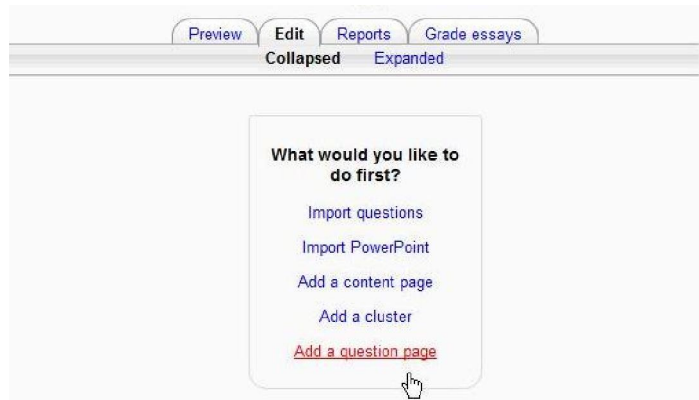 Preview Edit Reports Grade essays
Collapsed Expanded
What would you like to
do first?
Import questions
Import PowerPoint
Add a content page
Add a cluster
Add a question page